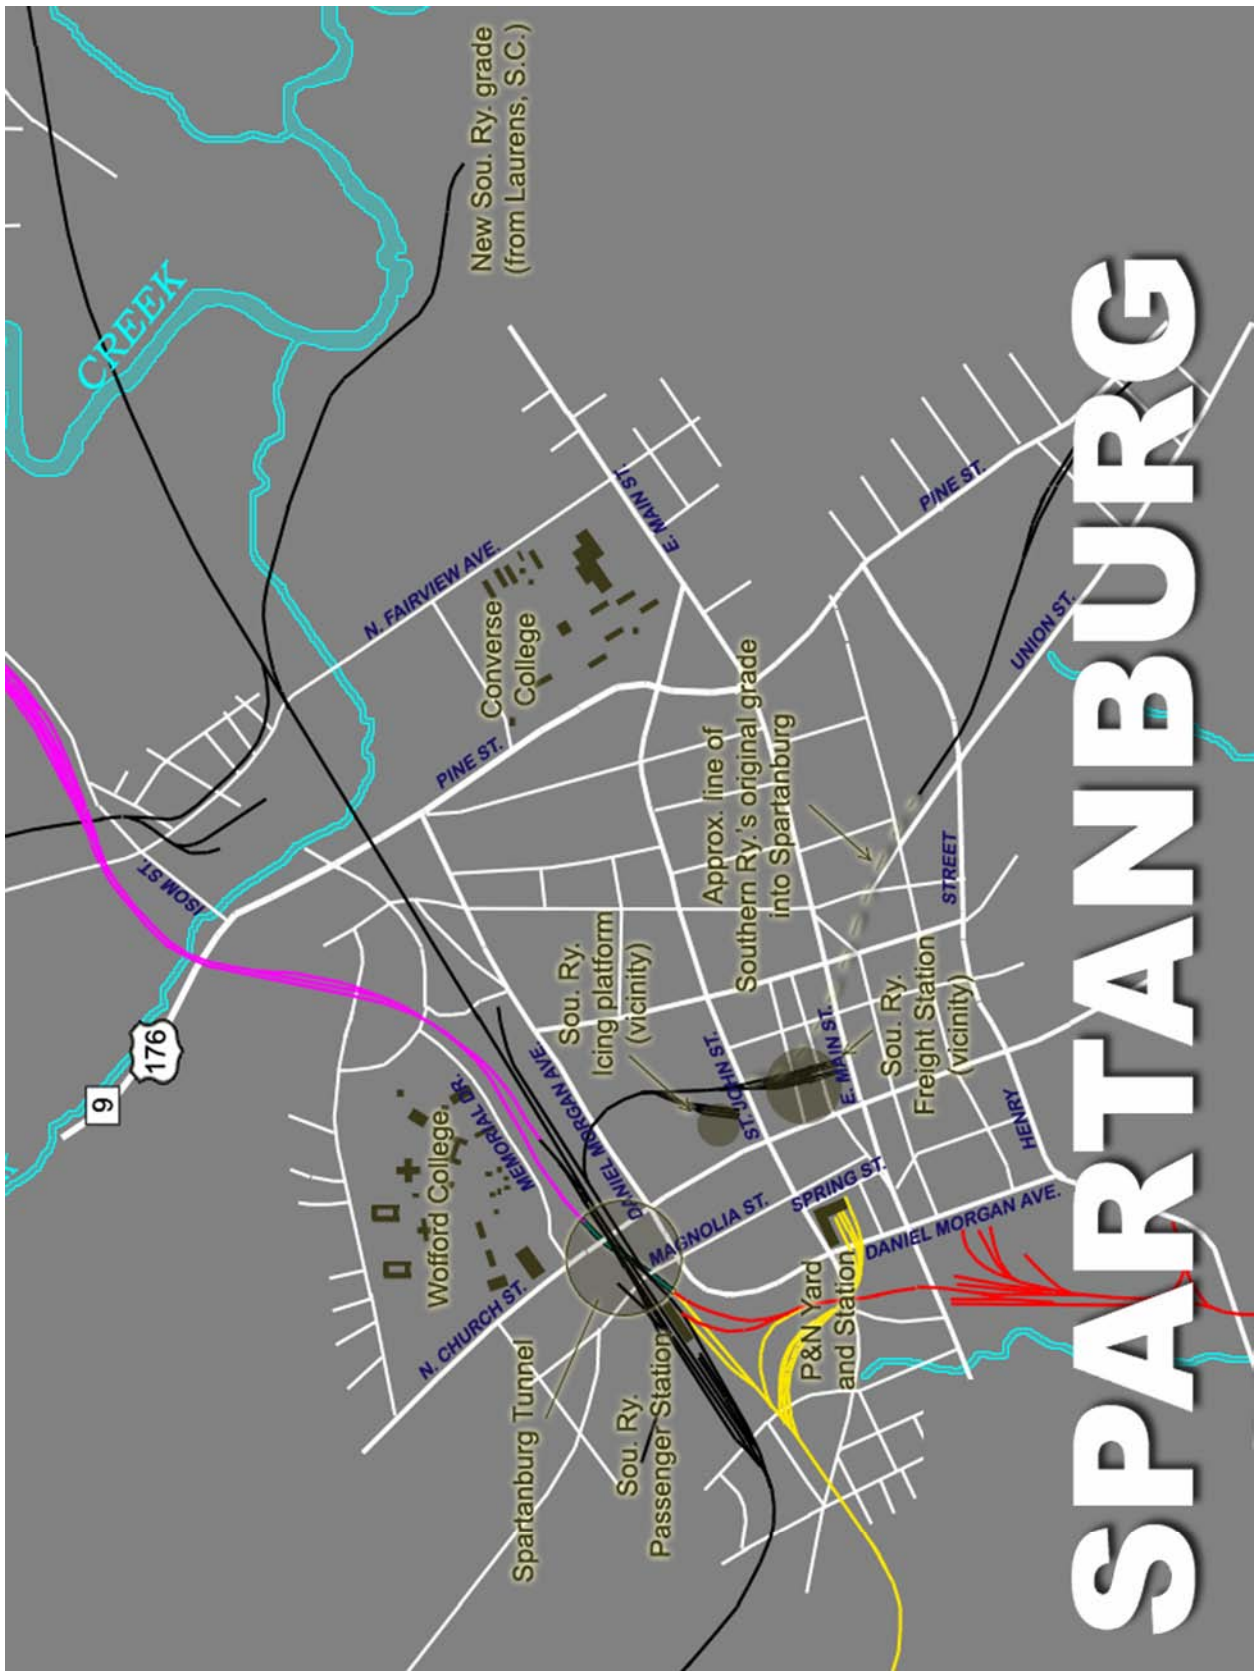 New Sou. Ry. grade
(from Laurens, S.C.)
CREEK
N. FAIRVIEW AVE.
E. MAIN ST.
PINE ST.
Converse
College
PINE ST.
UNION ST.
Approx. line of
Southern Ry.'s original grade
into Spartanburg
ISOM ST.
STREET
Sou. Ry.
Icing platform
(vicinity)
176
9
Sou. Ry.
Freight Station
(vicinity)
E. MAIN ST.
ST JOHN ST.
HENRY
DANIEL MORGAN AVE.
MEMORIAL DR.
Wofford College
MAGNOLIA ST.
SPRING ST.
DANIEL MORGAN AVE.
N. CHURCH ST.
P&N Yard
and Station
Spartanburg Tunnel
Sou. Ry.
Passenger Station
SPARTANBURG